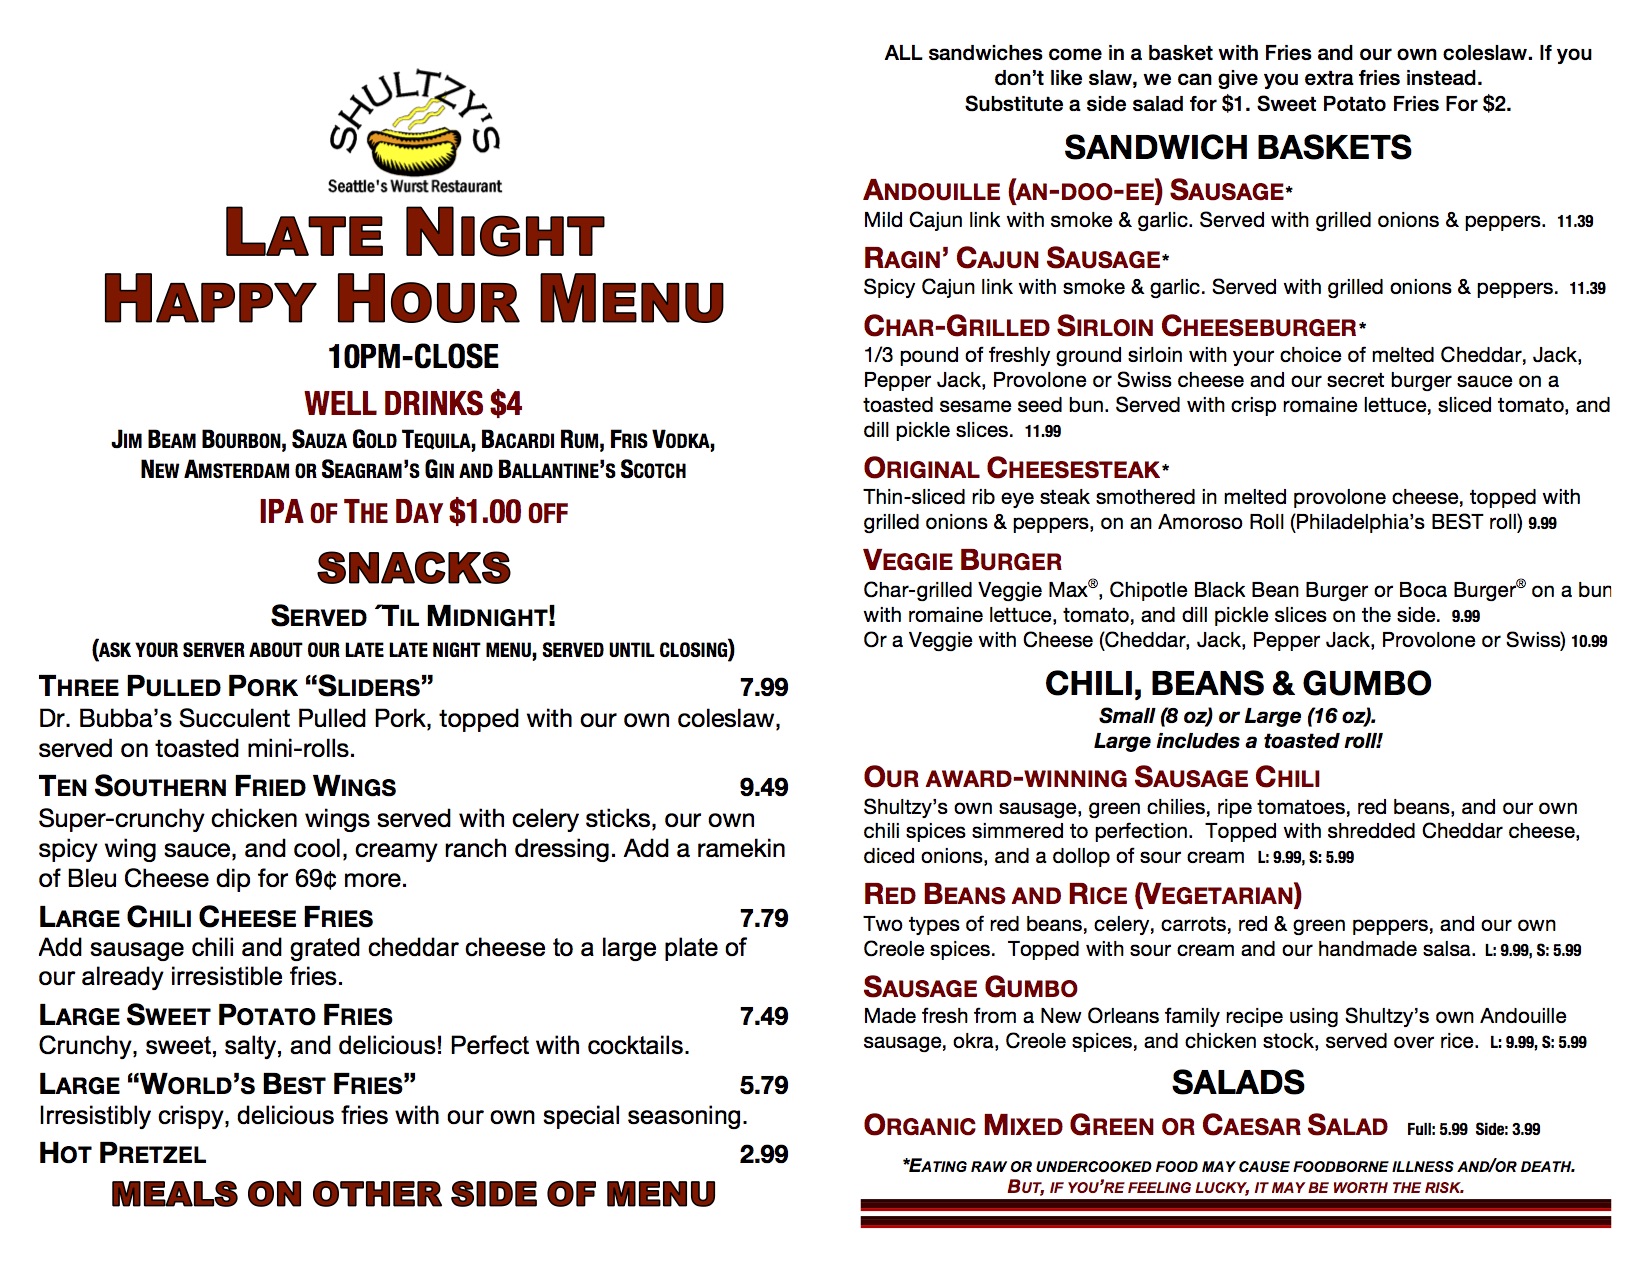 SHULTZY'S
Seattle's Wurst Restaurant
LATE NIGHT
HAPPY HOUR MENU
10PM-CLOSE
WELL DRINKS $4
JIM BEAM BOURBON, SAUZA GOLD TEQUILA, BACARDI RUM, FRIS VODKA,
NEW AMSTERDAM OR SEAGRAM'S GIN AND BALLANTINE'S SCOTCH
IPA OF THE DAY $1.00 OFF
SNACKS
SERVED ´TIL MIDNIGHT!
(ASK YOUR SERVER ABOUT OUR LATE LATE NIGHT MENU, SERVED UNTIL CLOSING)
THREE PULLED PORK “SLIDERS” 7.99
Dr. Bubba's Succulent Pulled Pork, topped with our own coleslaw,
served on toasted mini-rolls.
TEN SOUTHERN FRIED WINGS 9.49
Super-crunchy chicken wings served with celery sticks, our own
spicy wing sauce, and cool, creamy ranch dressing. Add a ramekin
of Bleu Cheese dip for 69¢ more.
LARGE CHILI CHEESE FRIES 7.79
Add sausage chili and grated cheddar cheese to a large plate of
our already irresistible fries.
LARGE SWEET POTATO FRIES 7.49
Crunchy, sweet, salty, and delicious! Perfect with cocktails.
LARGE “WORLD'S BEST FRIES” 5.79
Irresistibly crispy, delicious fries with our own special seasoning.
HOT PRETZEL 2.99
MEALS ON OTHER SIDE OF MENU
ALL sandwiches come in a basket with Fries and our own coleslaw. If you
don't like slaw, we can give you extra fries instead.
Substitute a side salad for $1. Sweet Potato Fries For $2.
SANDWICH BASKETS
ANDOUILLE (AN-DOO-EE) SAUSAGE*
Mild Cajun link with smoke & garlic. Served with grilled onions & peppers. 11.39
RAGIN' CAJUN SAUSAGE*
Spicy Cajun link with smoke & garlic. Served with grilled onions & peppers. 11.39
CHAR-GRILLED SIRLOIN CHEESEBURGER*
1/3 pound of freshly ground sirloin with your choice of melted Cheddar, Jack,
Pepper Jack, Provolone or Swiss cheese and our secret burger sauce on a
toasted sesame seed bun. Served with crisp romaine lettuce, sliced tomato, and
dill pickle slices. 11.99
ORIGINAL CHEESESTEAK*
Thin-sliced rib eye steak smothered in melted provolone cheese, topped with
grilled onions & peppers, on an Amoroso Roll (Philadelphia's BEST roll) 9.99
VEGGIE BURGER
Char-grilled Veggie Max®, Chipotle Black Bean Burger or Boca Burger® on a bun
with romaine lettuce, tomato, and dill pickle slices on the side. 9.99
Or a Veggie with Cheese (Cheddar, Jack, Pepper Jack, Provolone or Swiss) 10.99
CHILI, BEANS & GUMBO
Small (8 oz) or Large (16 oz).
Large includes a toasted roll!
OUR AWARD-WINNING SAUSAGE CHILI
Shultzy's own sausage, green chilies, ripe tomatoes, red beans, and our own
chili spices simmered to perfection. Topped with shredded Cheddar cheese,
diced onions, and a dollop of sour cream L: 9.99, S: 5.99
RED BEANS AND RICE (VEGETARIAN)
Two types of red beans, celery, carrots, red & green peppers, and our own
Creole spices. Topped with sour cream and our handmade salsa. L: 9.99, S: 5.99
SAUSAGE GUMBO
Made fresh from a New Orleans family recipe using Shultzy's own Andouille
sausage, okra, Creole spices, and chicken stock, served over rice. L: 9.99, S: 5.99
SALADS
ORGANIC MIXED GREEN OR CAESAR SALAD Full: 5.99 Side: 3.99
*EATING RAW OR UNDERCOOKED FOOD MAY CAUSE FOODBORNE ILLNESS AND/OR DEATH.
BUT, IF YOU'RE FEELING LUCKY, IT MAY BE WORTH THE RISK.